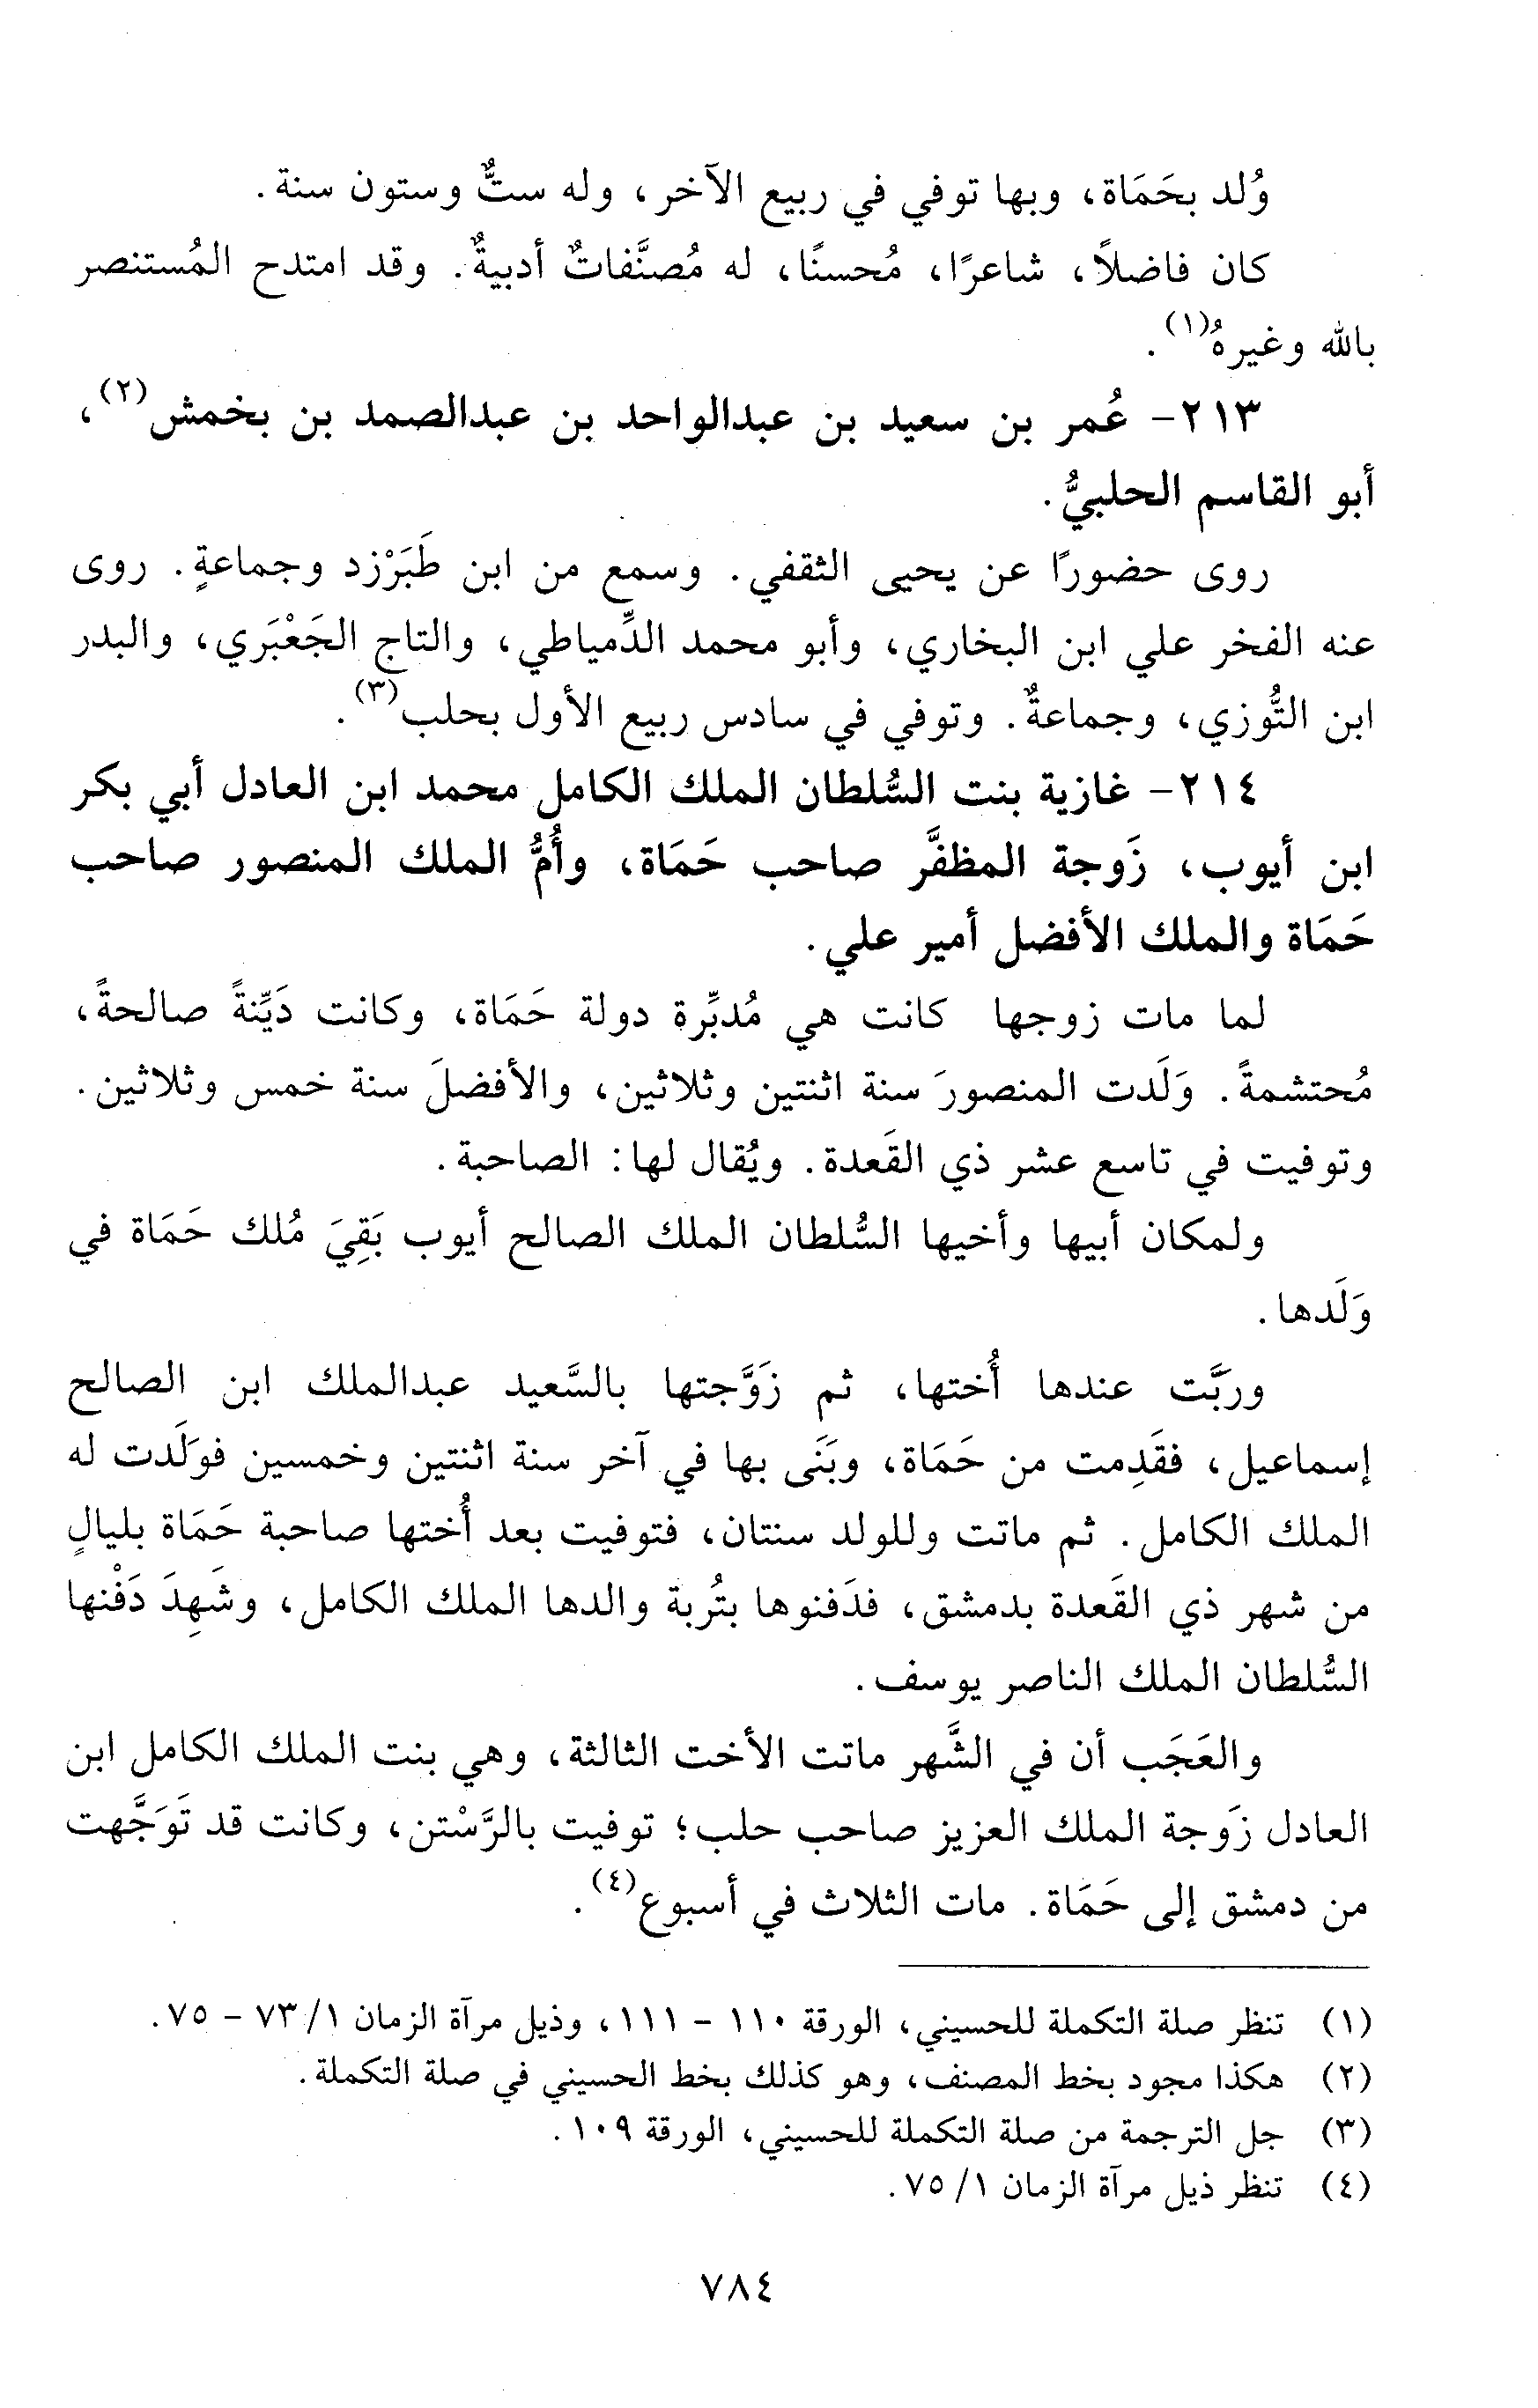 وُلد بحَمَاة، وبها توفي في ربيع الآخر، وله ستٌّ وستون سنة.
كان فاضلاً، شاعرًا، مُحسنًا، له مُصنَّفاتٌ أدبيةٌ. وقد امتدح المُستنصر
بالله وغيرهُ(١).
٢١٣- عُمر بن سعيد بن عبدالواحد بن عبدالصمد بن بخمش(٢)،
أبو القاسم الحلبيُّ.
روى حضورًا عن يحيى الثقفي. وسمع من ابن طَبَرْزد وجماعةٍ. روى
عنه الفخر علي ابن البخاري، وأبو محمد الدِّمياطي، والتاج الجَعْبَري، والبدر
ابن التُّوزي، وجماعةٌ. وتوفي في سادس ربيع الأول بحلب(٣).
٢١٤- غازية بنت السُّلطان الملك الكامل محمد ابن العادل أبي بكر
ابن أيوب، زَوجة المظفَّر صاحب حَمَاة، وأُمُّ الملك المنصور صاحب
حَمَاة والملك الأفضل أمير علي.
لما مات زوجها كانت هي مُدبِّرة دولة حَمَاة، وكانت دَيِّنةً صالحةً،
مُحتشمةً. وَلَدت المنصورَ سنة اثنتين وثلاثين، والأفضلَ سنة خمس وثلاثين.
وتوفيت في تاسع عشر ذي القَعدة. ويُقال لها: الصاحبة.
ولمكان أبيها وأخيها السُّلطان الملك الصالح أيوب بَقِيَ مُلك حَمَاة في
وَلَدها.
وربَّت عندها أُختها، ثم زَوَّجتها بالسَّعيد عبدالملك ابن الصالح
إسماعيل، فقَدِمت من حَمَاة، وبَنَى بها في آخر سنة اثنتين وخمسين فولَدت له
الملك الكامل. ثم ماتت وللولد سنتان، فتوفيت بعد أُختها صاحبة حَمَاة بليالٍ
من شهر ذي القَعدة بدمشق، فدَفنوها بتُربة والدها الملك الكامل، وشَهِدَ دَفْنها
السُّلطان الملك الناصر يوسف.
والعَجَب أن في الشَّهر ماتت الأخت الثالثة، وهي بنت الملك الكامل ابن
العادل زَوجة الملك العزيز صاحب حلب؛ توفيت بالرَّسْتن، وكانت قد تَوَجَّهت
من دمشق إلى حَمَاة. مات الثلاث في أسبوع(٤).
(١) تنظر صلة التكملة للحسيني، الورقة ١١٠ - ١١١، وذيل مرآة الزمان ١/ ٧٣ - ٧٥.
(٢) هكذا مجود بخط المصنف، وهو كذلك بخط الحسيني في صلة التكملة.
(٣) جل الترجمة من صلة التكملة للحسيني، الورقة ١٠٩.
(٤) تنظر ذيل مرآة الزمان ١/ ٧٥.
٧٨٤